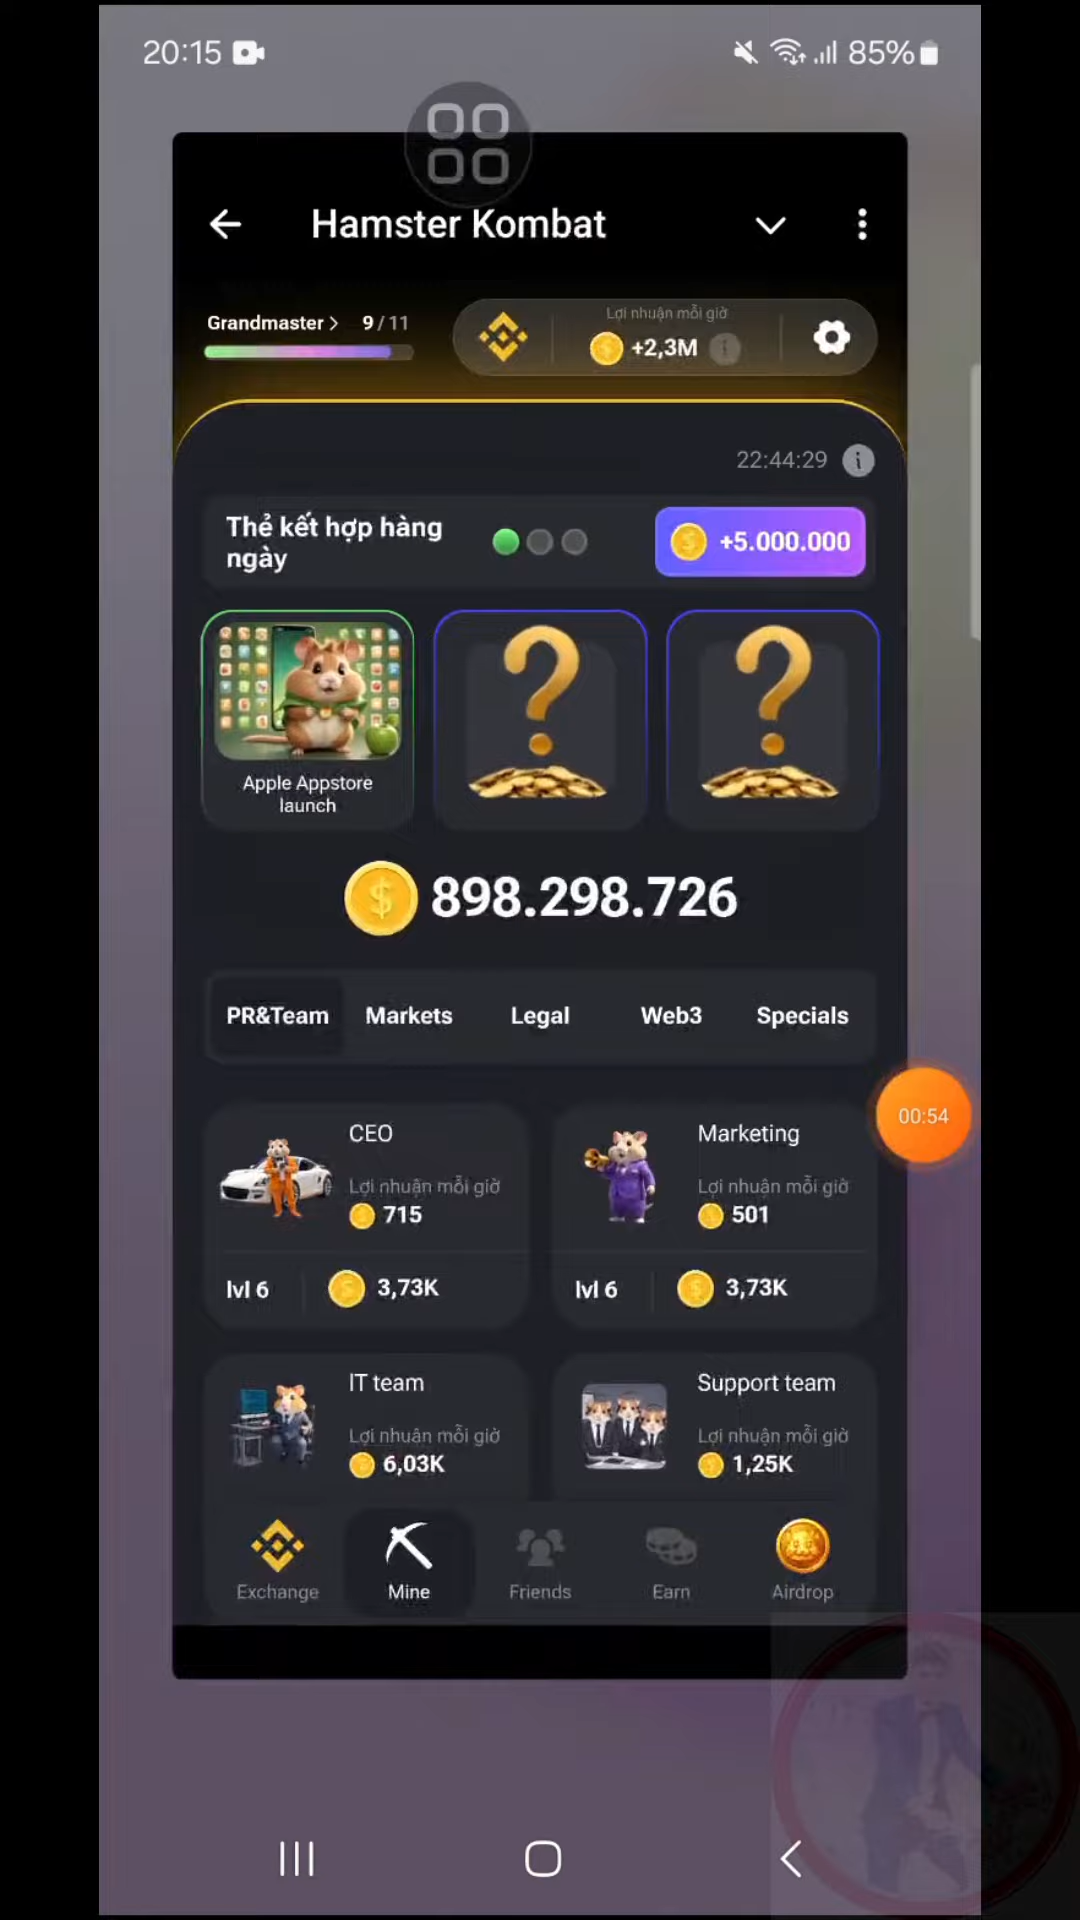 20:15 85%
Hamster Kombat
Grandmaster > 9/11
Lợi nhuận mỗi giờ
+2,3M
22:44:29
Thẻ kết hợp hàng
ngày
+5.000.000
Apple Appstore
launch
898.298.726
PR&Team Markets Legal Web3 Specials
00:54
CEO
Lợi nhuận mỗi giờ
715
lvl 6 3,73K
Marketing
Lợi nhuận mỗi giờ
501
lvl 6 3,73K
IT team
Lợi nhuận mỗi giờ
6,03K
Support team
Lợi nhuận mỗi giờ
1,25K
Exchange Mine Friends Earn Airdrop